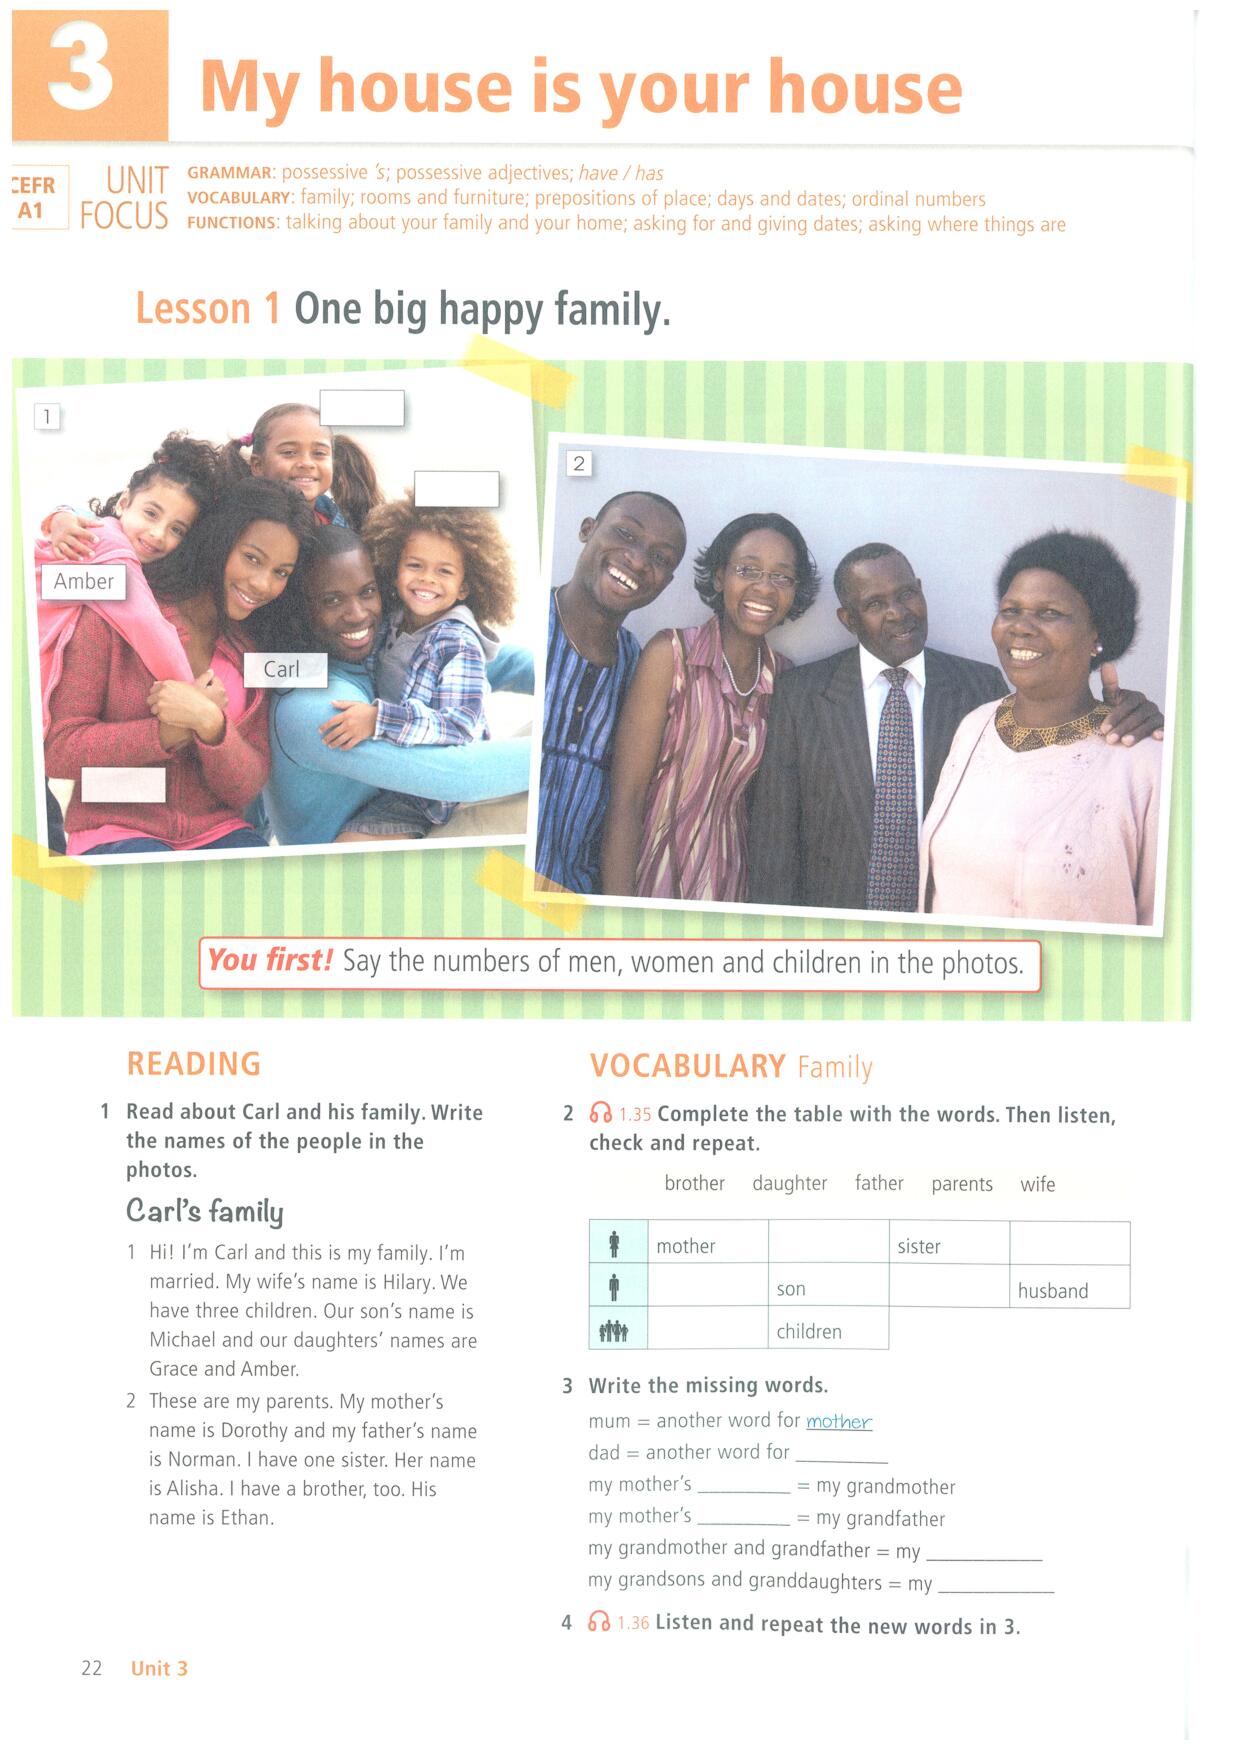 3
My house is your house
CEFR
A1
UNIT
FOCUS
GRAMMAR: possessive 's; possessive adjectives; have / has
VOCABULARY: family; rooms and furniture; prepositions of place; days and dates; ordinal numbers
FUNCTIONS: talking about your family and your home; asking for and giving dates; asking where things are
Lesson 1 One big happy family.
1
Amber
Carl
2
You first! Say the numbers of men, women and children in the photos.
READING
1 Read about Carl and his family. Write
the names of the people in the
photos.
Carl's family
1 Hi! I'm Carl and this is my family. I'm
married. My wife's name is Hilary. We
have three children. Our son's name is
Michael and our daughters' names are
Grace and Amber.
2 These are my parents. My mother's
name is Dorothy and my father's name
is Norman. I have one sister. Her name
is Alisha. I have a brother, too. His
name is Ethan.
VOCABULARY Family
2 1.35 Complete the table with the words. Then listen,
check and repeat.
brother daughter father parents wife
mother sister
son husband
children
3 Write the missing words.
mum = another word for mother
dad = another word for ________
my mother's ________ = my grandmother
my mother's ________ = my grandfather
my grandmother and grandfather = my __________
my grandsons and granddaughters = my __________
4 1.36 Listen and repeat the new words in 3.
22 Unit 3